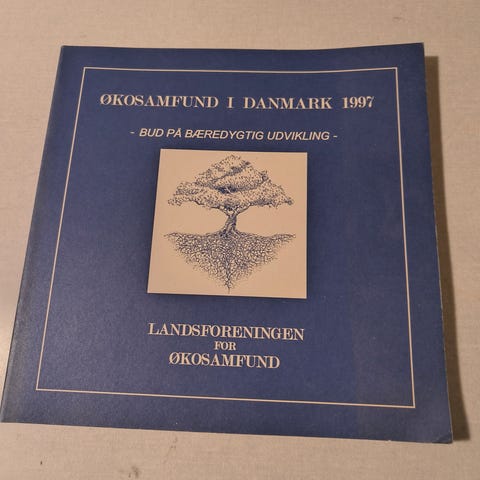 ØKOSAMFUND I DANMARK 1997
- BUD PÅ BÆREDYGTIG UDVIKLING -
LANDSFORENINGEN
FOR
ØKOSAMFUND